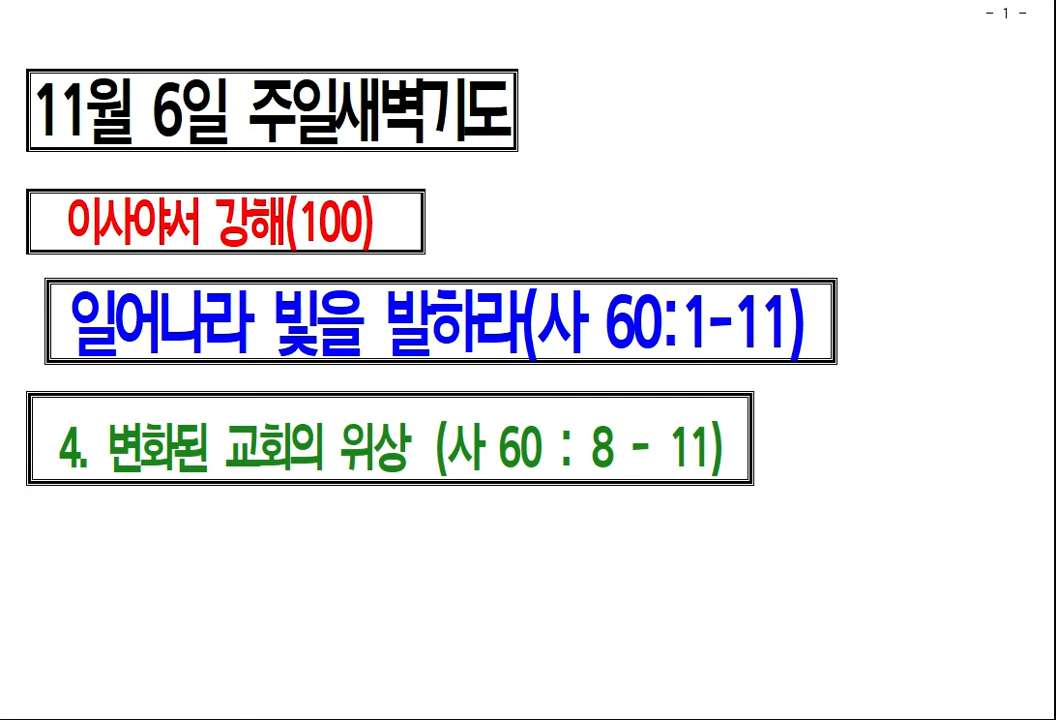 - 1 -
11월 6일 주일새벽기도
이사야서 강해(100)
일어나라 빛을 발하라(사 60:1-11)
4. 변화된 교회의 위상 (사 60 : 8 - 11)